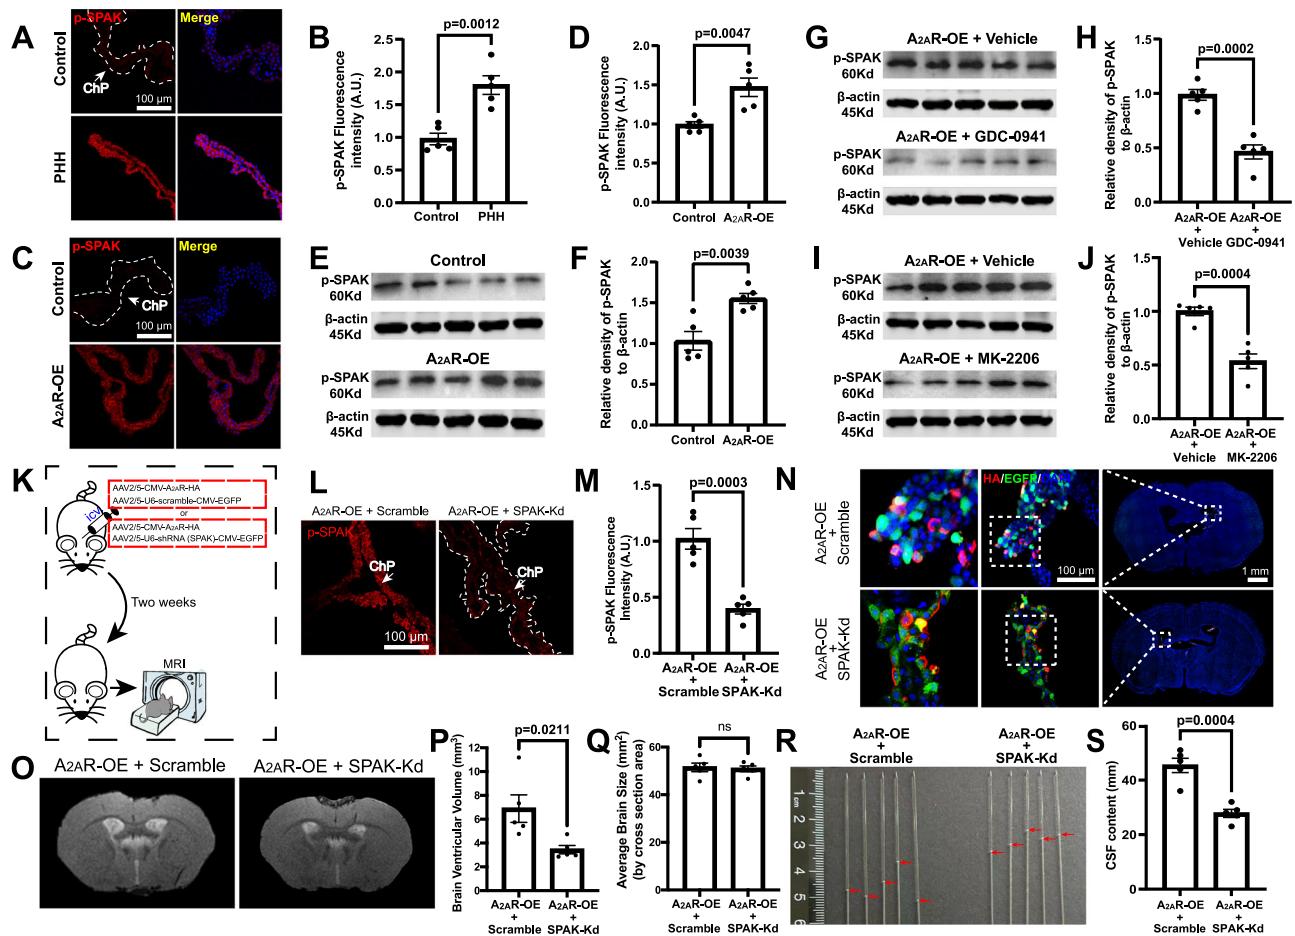 A
p-SPAK
Merge
Control
ChP
100 µm
PHH
B
p=0.0012
p-SPAK Fluorescence
intensity (A.U.)
2.5
2.0
1.5
1.0
0.5
0.0
Control
PHH
D
p=0.0047
p-SPAK Fluorescence
intensity (A.U.)
2.0
1.5
1.0
0.5
0.0
Control
A2AR-OE
G
A2AR-OE + Vehicle
p-SPAK
60Kd
β-actin
45Kd
A2AR-OE + GDC-0941
p-SPAK
60Kd
β-actin
45Kd
H
p=0.0002
Relative density of p-SPAK
to β-actin
1.5
1.0
0.5
0.0
A2AR-OE A2AR-OE
+ +
Vehicle GDC-0941
C
p-SPAK
Merge
Control
ChP
100 µm
A2AR-OE
E
Control
p-SPAK
60Kd
β-actin
45Kd
A2AR-OE
p-SPAK
60Kd
β-actin
45Kd
F
p=0.0039
Relative density of p-SPAK
to β-actin
2.0
1.5
1.0
0.5
0.0
Control
A2AR-OE
I
A2AR-OE + Vehicle
p-SPAK
60Kd
β-actin
45Kd
A2AR-OE + MK-2206
p-SPAK
60Kd
β-actin
45Kd
J
p=0.0004
Relative density of p-SPAK
to β-actin
1.5
1.0
0.5
0.0
A2AR-OE A2AR-OE
+ +
Vehicle MK-2206
K
AAV2/5-CMV-A2AR-HA
AAV2/5-U6-scramble-CMV-EGFP
or
AAV2/5-CMV-A2AR-HA
AAV2/5-U6-shRNA (SPAK)-CMV-EGFP
icv
Two weeks
MRI
L
A2AR-OE + Scramble
A2AR-OE + SPAK-Kd
p-SPAK
ChP
ChP
100 µm
M
p=0.0003
p-SPAK Fluorescence
Intensity (A.U.)
1.5
1.0
0.5
0.0
A2AR-OE A2AR-OE
+ +
Scramble SPAK-Kd
N
HA/EGFP/DAPI
A2AR-OE
+
Scramble
100 µm
1 mm
A2AR-OE
+
SPAK-Kd
O
A2AR-OE + Scramble
A2AR-OE + SPAK-Kd
P
p=0.0211
Brain Ventricular Volume (mm³)
12
10
8
6
4
2
0
A2AR-OE A2AR-OE
+ +
Scramble SPAK-Kd
Q
ns
Average Brain Size (mm²)
(by cross section area)
60
40
20
0
A2AR-OE A2AR-OE
+ +
Scramble SPAK-Kd
R
A2AR-OE
+
Scramble
A2AR-OE
+
SPAK-Kd
1
cm
2
3
4
5
6
S
p=0.0004
CSF content (mm)
60
40
20
0
A2AR-OE A2AR-OE
+ +
Scramble SPAK-Kd